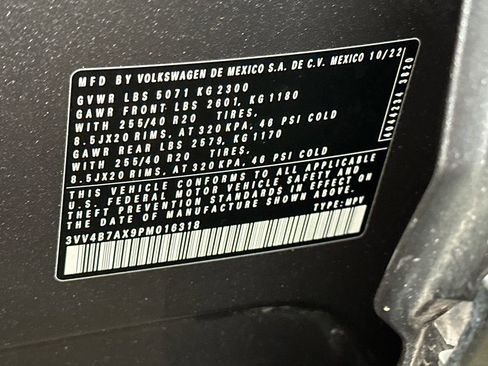 MFD BY VOLKSWAGEN DE MEXICO S.A. DE C.V. MEXICO 10/22
GVWR LBS 5071 KG 2300
GAWR FRONT LBS 2601, KG 1180
WITH 255/40 R20 TIRES,
8.5JX20 RIMS, AT 320 KPA, 46 PSI COLD
GAWR REAR LBS 2579, KG 1170
WITH 255/40 R20 TIRES,
8.5JX20 RIMS, AT 320 KPA, 46 PSI COLD
THIS VEHICLE CONFORMS TO ALL APPLICABLE
U.S. FEDERAL MOTOR VEHICLE SAFETY AND
THEFT PREVENTION STANDARDS IN EFFECT ON
THE DATE OF MANUFACTURE SHOWN ABOVE
3VV4B7AX9PM016318 TYPE: MPV
3020